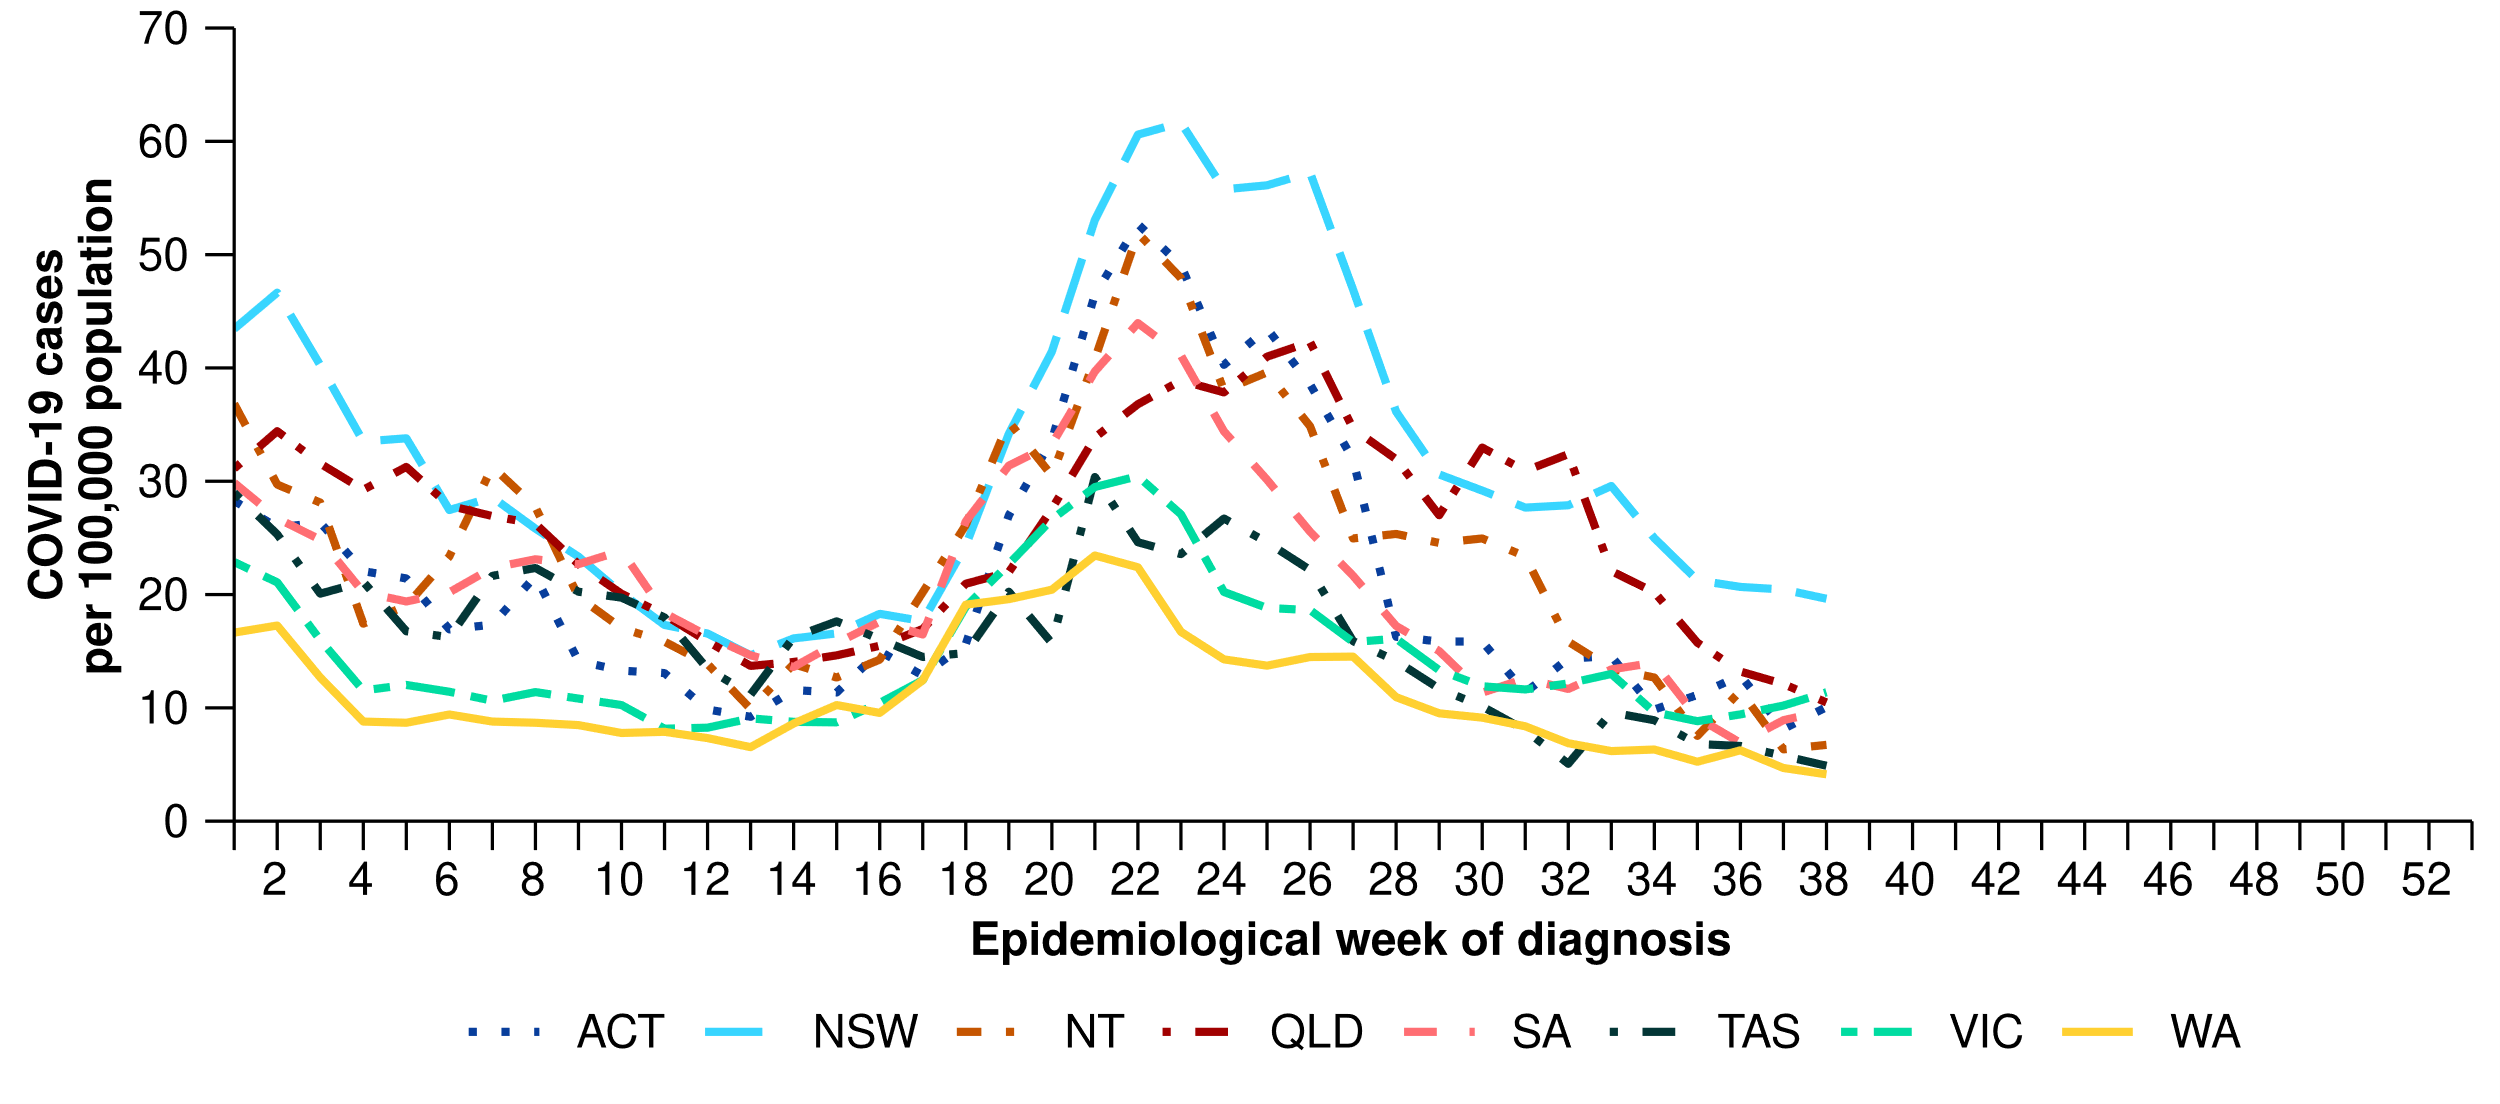 COVID-19 cases
per 100,000 population
70
60
50
40
30
20
10
0
2 4 6 8 10 12 14 16 18 20 22 24 26 28 30 32 34 36 38 40 42 44 46 48 50 52
Epidemiological week of diagnosis
ACT NSW NT QLD SA TAS VIC WA